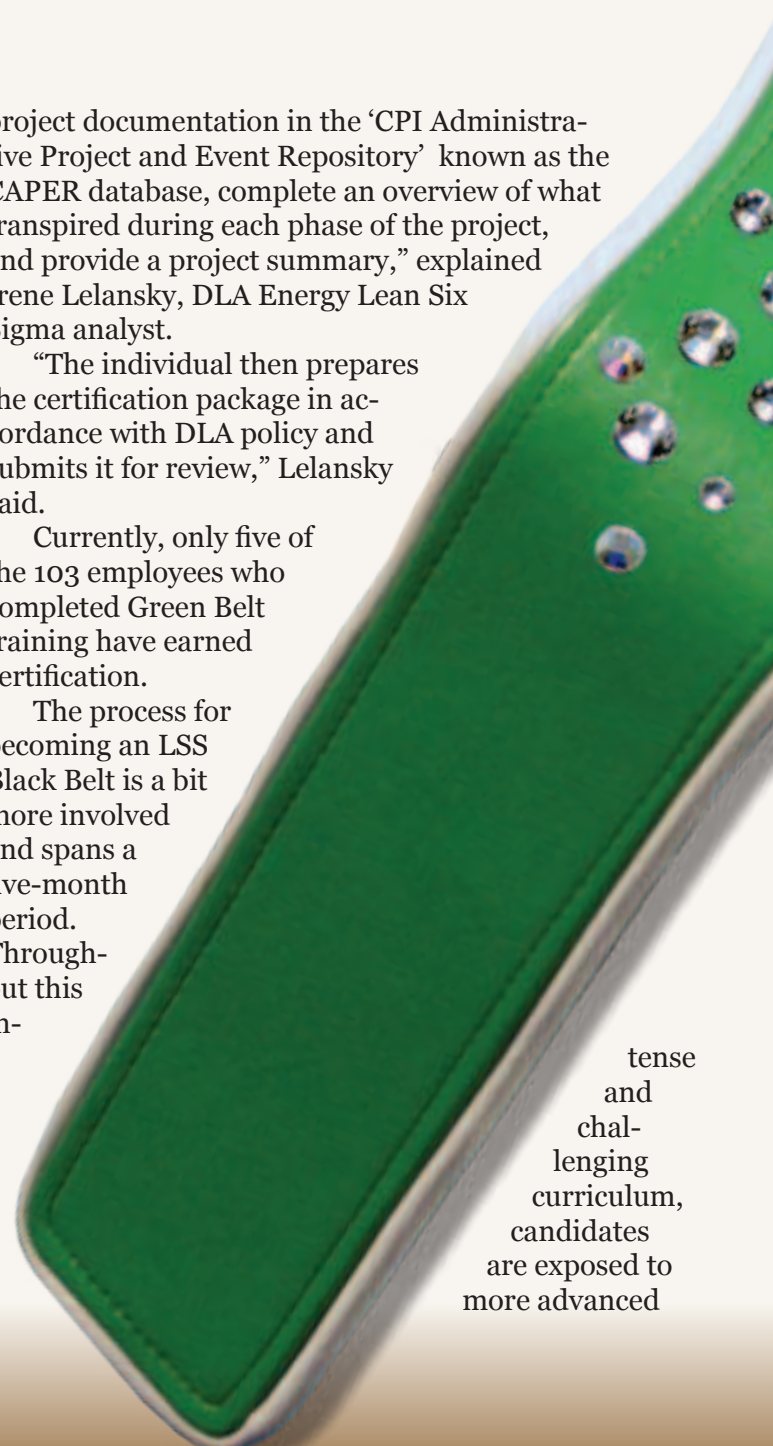 project documentation in the ‘CPI Administra-
ive Project and Event Repository’ known as the
CAPER database, complete an overview of what
ranspired during each phase of the project,
nd provide a project summary,” explained
rene Lelansky, DLA Energy Lean Six
Sigma analyst.
“The individual then prepares
he certification package in ac-
ordance with DLA policy and
ubmits it for review,” Lelansky
aid.
Currently, only five of
he 103 employees who
ompleted Green Belt
raining have earned
ertification.
The process for
becoming an LSS
Black Belt is a bit
more involved
nd spans a
ive-month
period.
Through-
ut this
n-
tense
and
chal-
lenging
curriculum,
candidates
are exposed to
more advanced